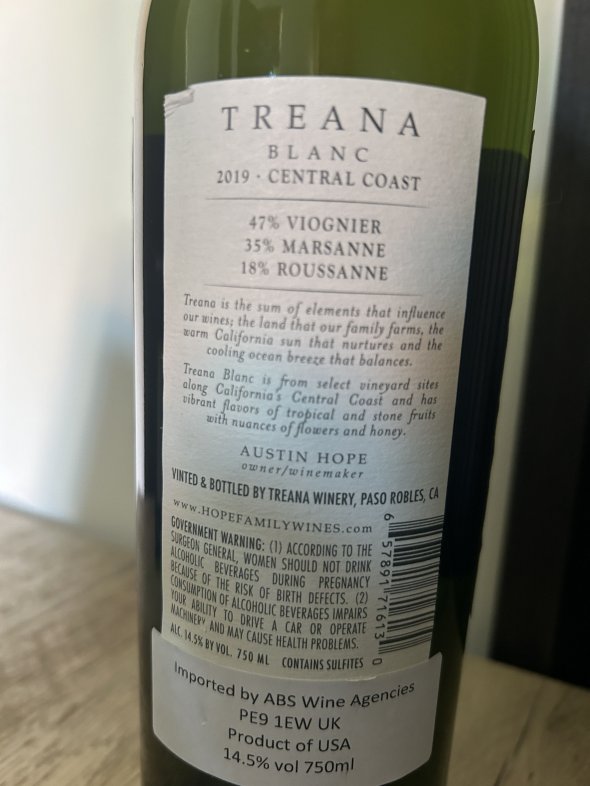 TREANA
BLANC
2019 · CENTRAL COAST
47% VIOGNIER
35% MARSANNE
18% ROUSSANNE
Treana is the sum of elements that influence
our wines; the land that our family farms, the
warm California sun that nurtures and the
cooling ocean breeze that balances.
Treana Blanc is from select vineyard sites
along California's Central Coast and has
vibrant flavors of tropical and stone fruits
with nuances of flowers and honey.
AUSTIN HOPE
owner/winemaker
VINTED & BOTTLED BY TREANA WINERY, PASO ROBLES, CA
www.HOPEFAMILYWINES.com
GOVERNMENT WARNING: (1) ACCORDING TO THE
SURGEON GENERAL, WOMEN SHOULD NOT DRINK
ALCOHOLIC BEVERAGES DURING PREGNANCY
BECAUSE OF THE RISK OF BIRTH DEFECTS. (2)
CONSUMPTION OF ALCOHOLIC BEVERAGES IMPAIRS
YOUR ABILITY TO DRIVE A CAR OR OPERATE
MACHINERY, AND MAY CAUSE HEALTH PROBLEMS.
ALC. 14.5% BY VOL. 750 ML CONTAINS SULFITES
6 57891 71613 0
Imported by ABS Wine Agencies
PE9 1EW UK
Product of USA
14.5% vol 750ml